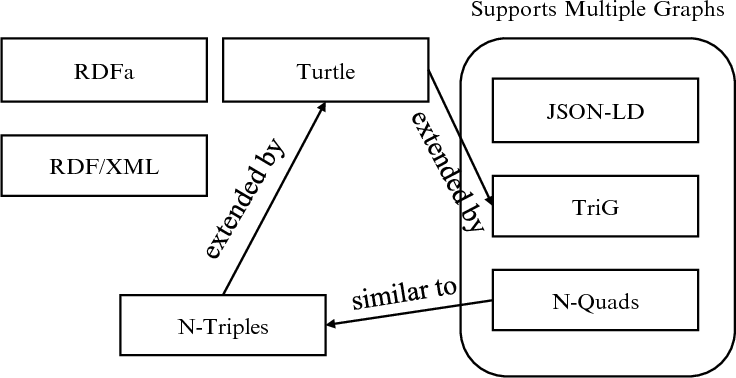 Supports Multiple Graphs
RDFa
Turtle
JSON-LD
extended by
extended by
RDF/XML
TriG
similar to
N-Quads
N-Triples